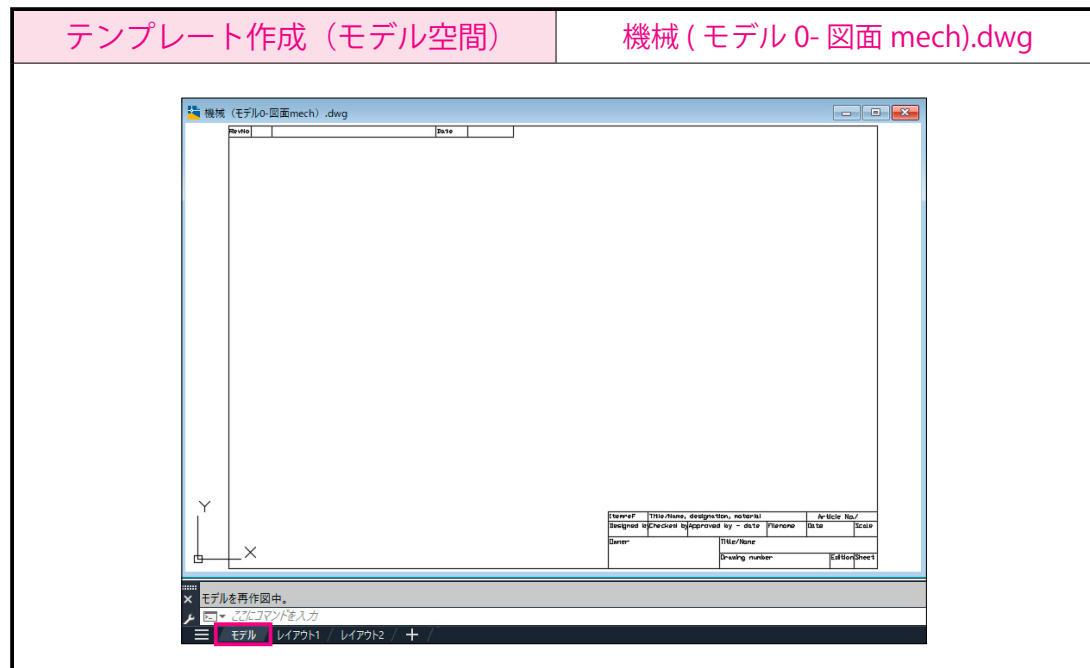 テンプレート作成（モデル空間）
機械 ( モデル 0- 図面 mech).dwg
機械（モデル0-図面mech）.dwg
RevNo Date
Itemref Title/Name, designation, material Article No./
Designed by Checked by Approved by - date Filename Date Scale
Owner Title/Name
Drawing number Edition Sheet
Y
X
モデルを再作図中。
ここにコマンドを入力
モデル レイアウト1 レイアウト2 +